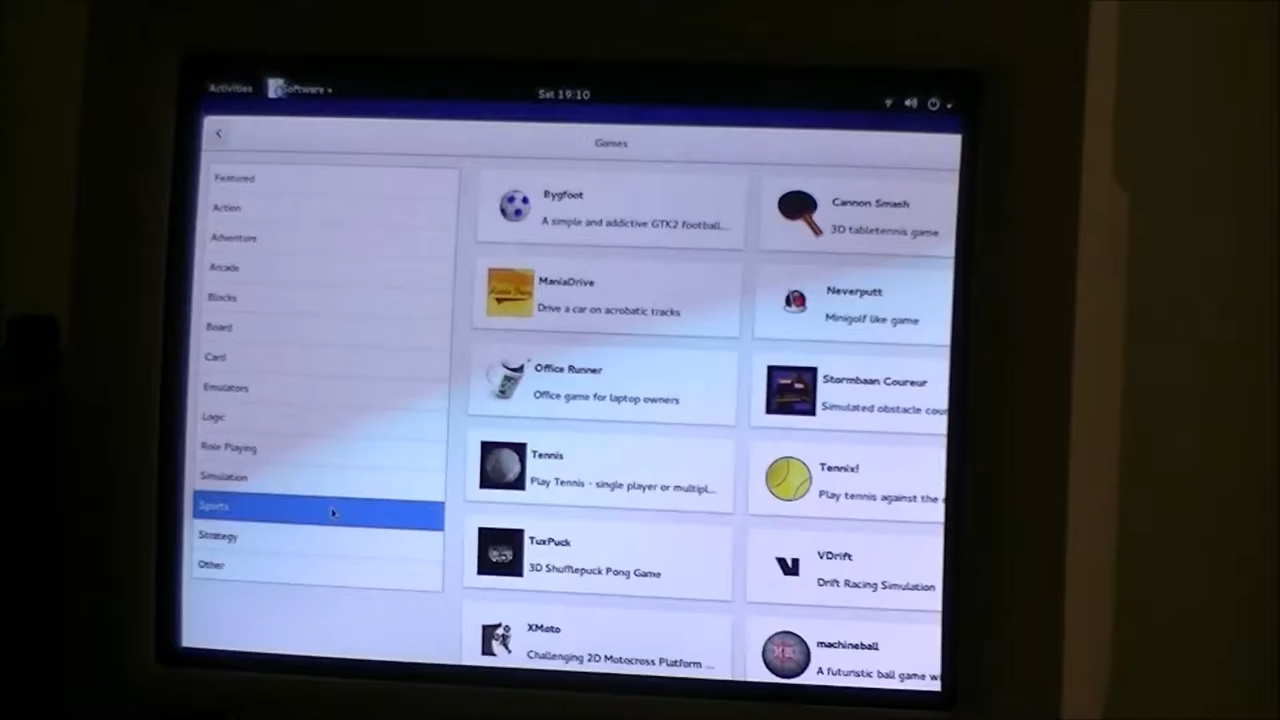 Activities Software
Sat 19:10
Games
Featured
Action
Adventure
Arcade
Blocks
Board
Card
Emulators
Logic
Role Playing
Simulation
Sports
Strategy
Other
Bygfoot
A simple and addictive GTK2 football...
Cannon Smash
3D tabletennis game
ManiaDrive
Drive a car on acrobatic tracks
Neverputt
Minigolf like game
Office Runner
Office game for laptop owners
Stormbaan Coureur
Simulated obstacle cou
Tennis
Play Tennis - single player or multipl...
Tennix!
Play tennis against the
TuxPuck
3D Shufflepuck Pong Game
VDrift
Drift Racing Simulation
XMoto
Challenging 2D Motocross Platform ...
machineball
A futuristic ball game wi